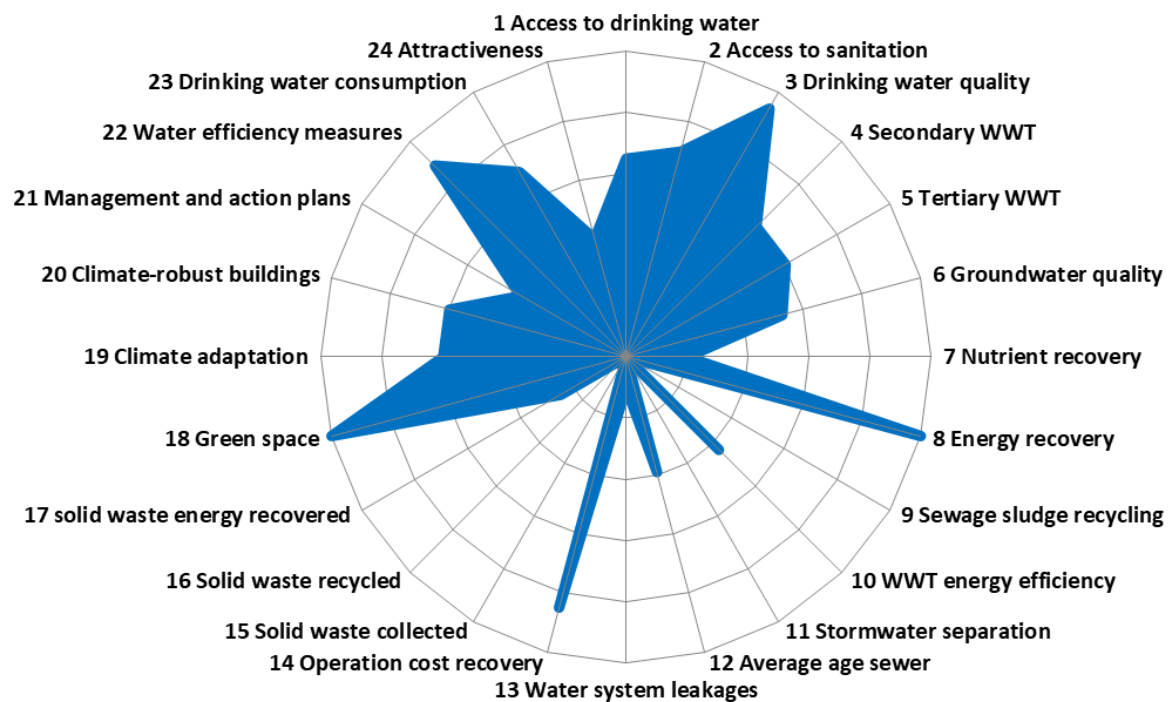 1 Access to drinking water
2 Access to sanitation
3 Drinking water quality
4 Secondary WWT
5 Tertiary WWT
6 Groundwater quality
7 Nutrient recovery
8 Energy recovery
9 Sewage sludge recycling
10 WWT energy efficiency
11 Stormwater separation
12 Average age sewer
13 Water system leakages
14 Operation cost recovery
15 Solid waste collected
16 Solid waste recycled
17 solid waste energy recovered
18 Green space
19 Climate adaptation
20 Climate-robust buildings
21 Management and action plans
22 Water efficiency measures
23 Drinking water consumption
24 Attractiveness